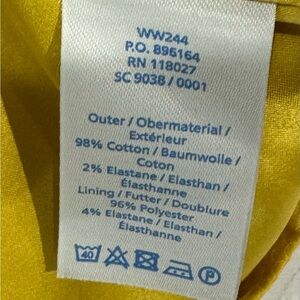 WW244
P.O. 896164
RN 118027
SC 9038 / 0001
Outer / Obermaterial /
Extérieur
98% Cotton / Baumwolle /
Coton
2% Elastane / Elasthan /
Élasthanne
Lining / Futter / Doublure
96% Polyester
4% Elastane / Elasthan /
Élasthanne
40 P